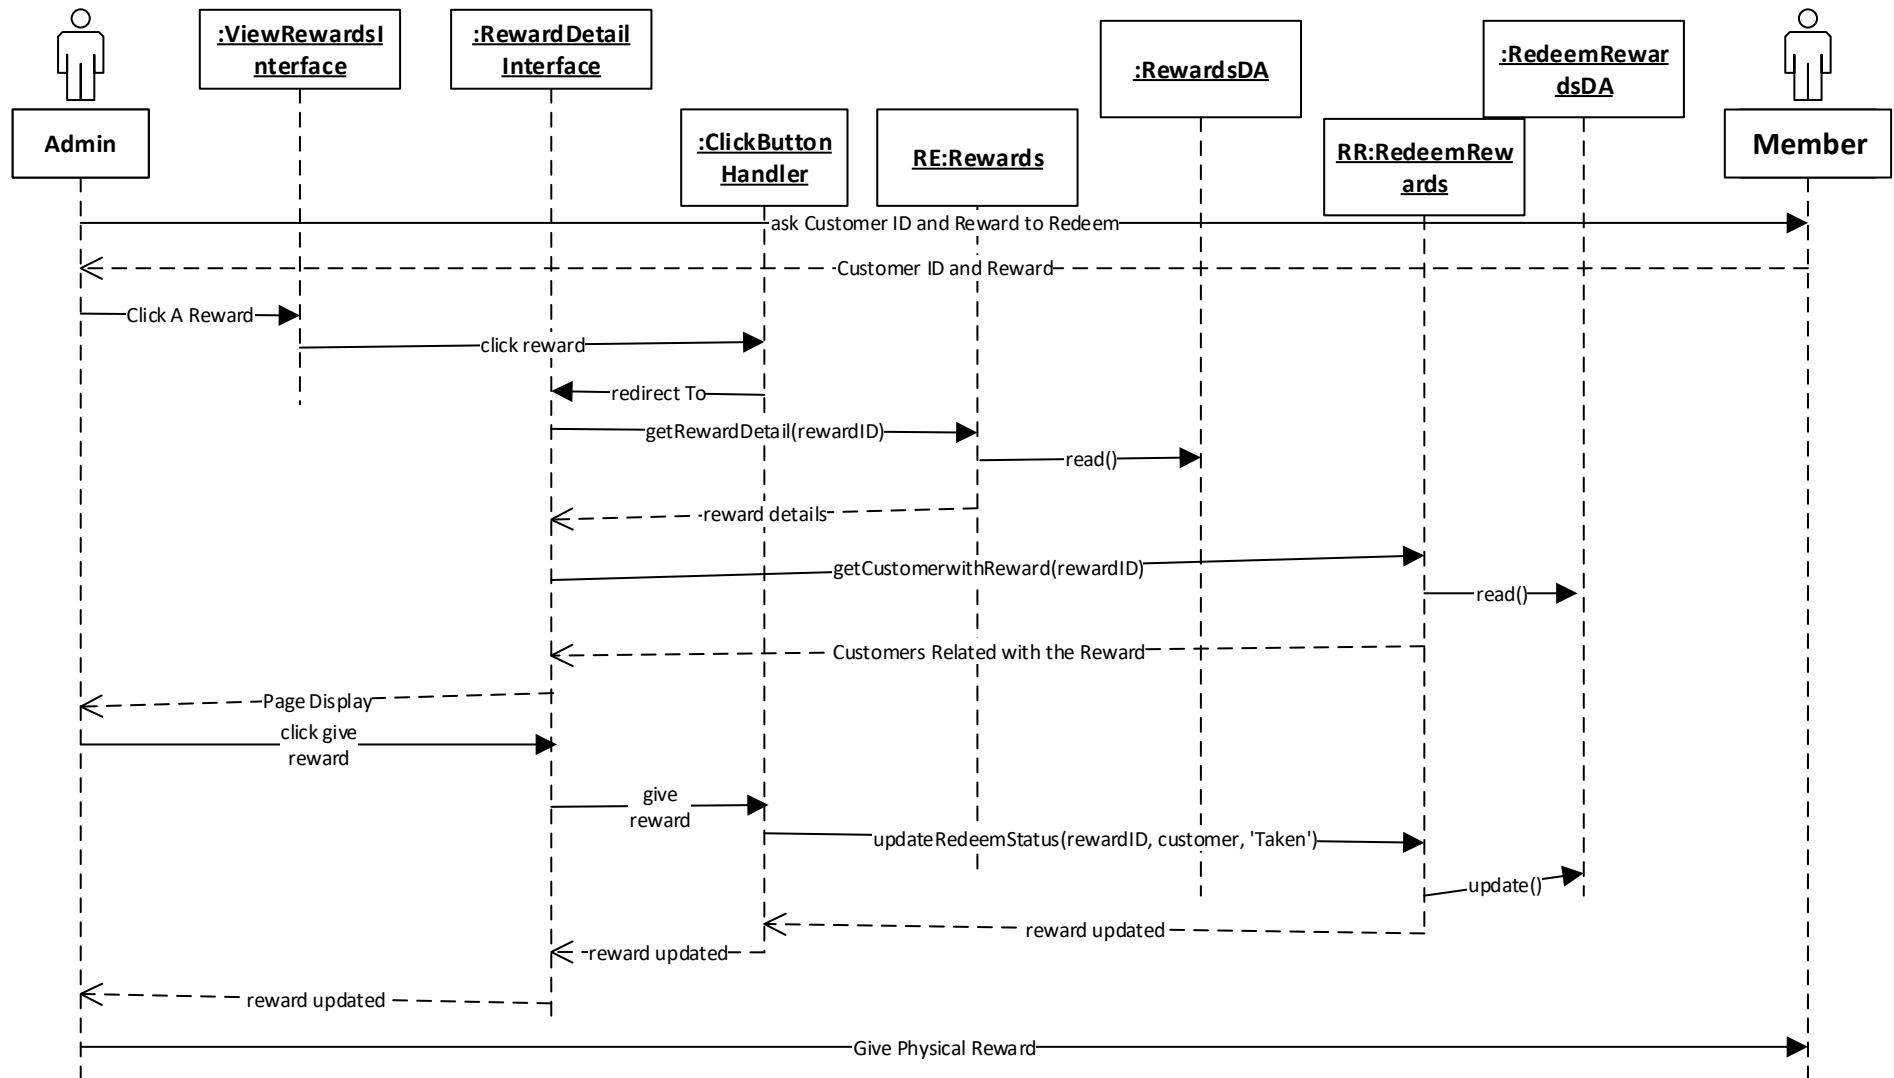 :ViewRewardsI
nterface
:RewardDetail
Interface
:RewardsDA
:RedeemRewar
dsDA
Admin
:ClickButton
Handler
RE:Rewards
RR:RedeemRew
ards
Member
ask Customer ID and Reward to Redeem
Customer ID and Reward
Click A Reward
click reward
redirect To
getRewardDetail(rewardID)
read()
reward details
getCustomerwithReward(rewardID)
read()
Customers Related with the Reward
Page Display
click give
reward
give
reward
updateRedeemStatus(rewardID, customer, 'Taken')
update()
reward updated
reward updated
reward updated
Give Physical Reward